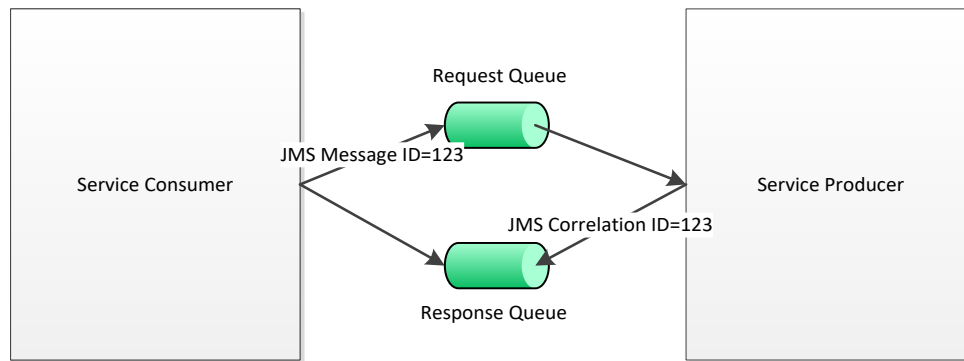 Request Queue
JMS Message ID=123
Service Consumer
Service Producer
JMS Correlation ID=123
Response Queue